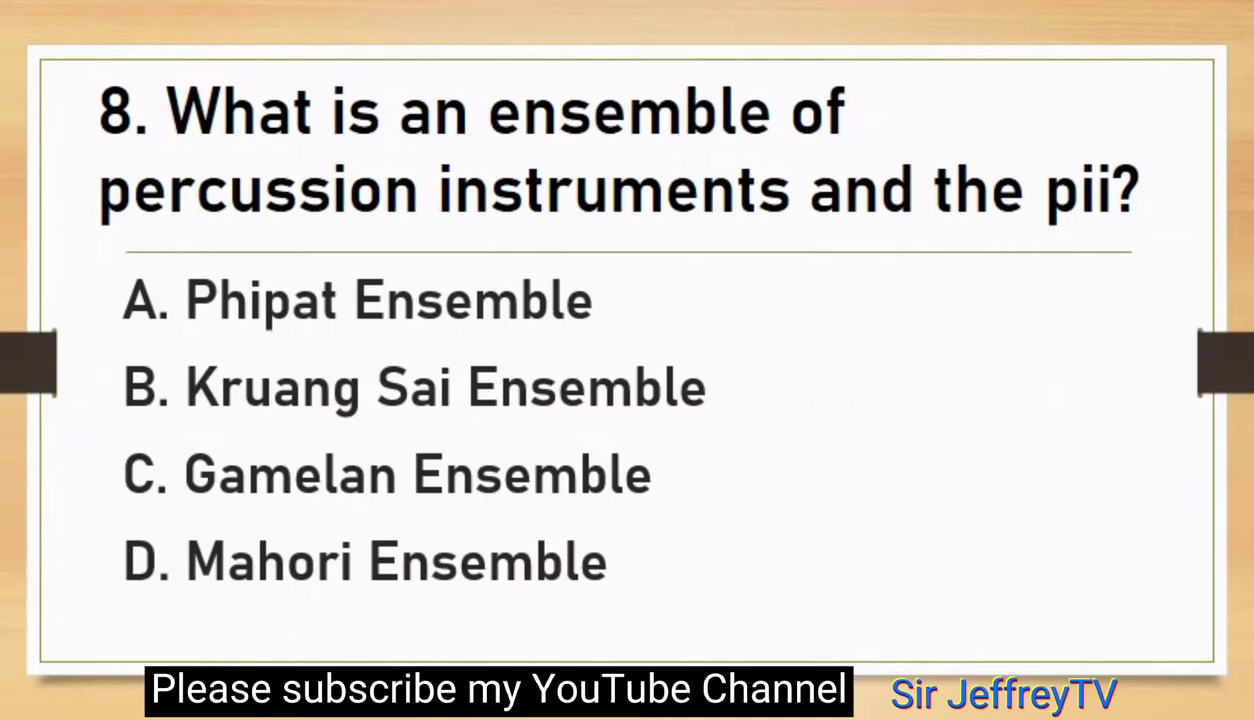 8. What is an ensemble of
percussion instruments and the pii?
A. Phipat Ensemble
B. Kruang Sai Ensemble
C. Gamelan Ensemble
D. Mahori Ensemble
Please subscribe my YouTube Channel
Sir JeffreyTV